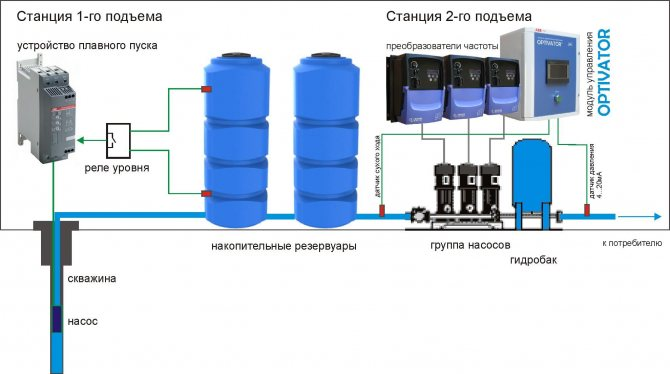 Станция 1-го подъема
Станция 2-го подъема
устройство плавного пуска
преобразователи частоты
ABB
OPTIVATOR
модуль управления
OPTIVATOR
реле уровня
датчик сухого хода
датчик давления
4...20мА
накопительные резервуары
группа насосов
гидробак
к потребителю
скважина
насос